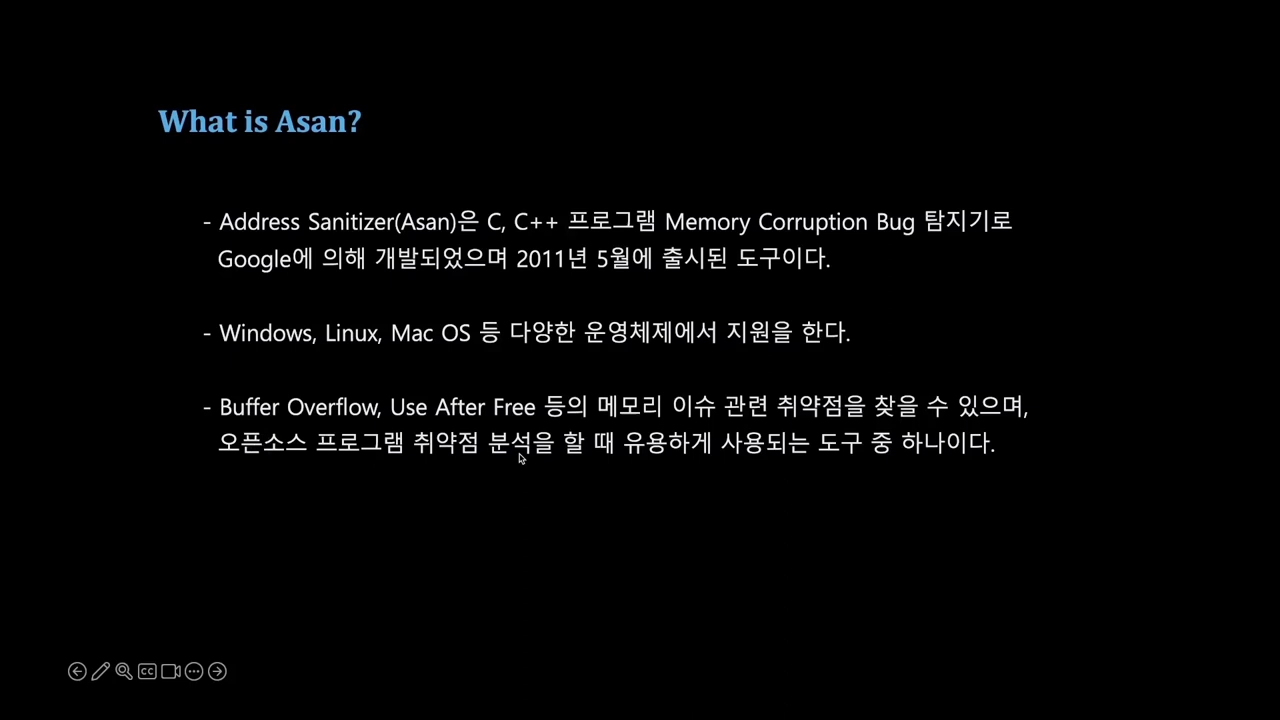 What is Asan?
- Address Sanitizer(Asan)은 C, C++ 프로그램 Memory Corruption Bug 탐지기로
Google에 의해 개발되었으며 2011년 5월에 출시된 도구이다.
- Windows, Linux, Mac OS 등 다양한 운영체제에서 지원을 한다.
- Buffer Overflow, Use After Free 등의 메모리 이슈 관련 취약점을 찾을 수 있으며,
오픈소스 프로그램 취약점 분석을 할 때 유용하게 사용되는 도구 중 하나이다.
CC